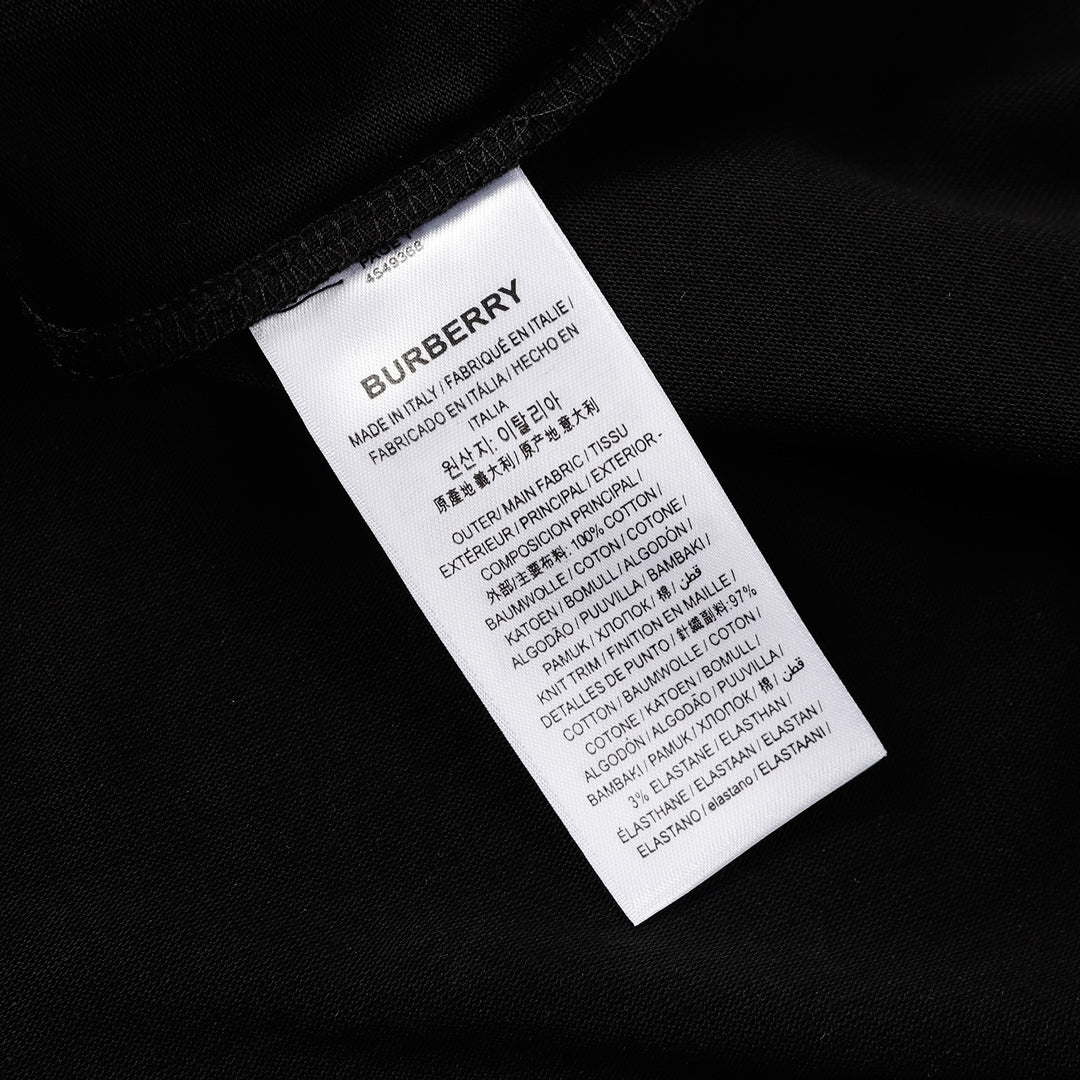 4549368
BURBERRY
MADE IN ITALY / FABRIQUÉ EN ITALIE /
FABRICADO EN ITÁLIA / HECHO EN
ITALIA
원산지: 이탈리아
原產地 義大利 / 原产地 意大利
OUTER / MAIN FABRIC / TISSU
EXTÉRIEUR / PRINCIPAL / EXTERIOR-
COMPOSICION PRINCIPAL /
外部/主要布料: 100% COTTON /
BAUMWOLLE / COTON / COTONE /
KATOEN / BOMULL / ALGODÓN /
ALGODÃO / PUUVILLA / BAMBAKI /
PAMUK / ХЛОПОК / 棉 / قطن
KNIT TRIM / FINITION EN MAILLE /
DETALLES DE PUNTO / 針織副料: 97%
COTTON / BAUMWOLLE / COTON /
COTONE / KATOEN / BOMULL /
ALGODÓN / ALGODÃO / PUUVILLA /
BAMBAKI / PAMUK / ХЛОПОК / 棉 / قطن
3% ELASTANE / ELASTHAN /
ÉLASTHANE / ELASTAAN / ELASTAN /
ELASTANO / elastano / ELASTAANI /